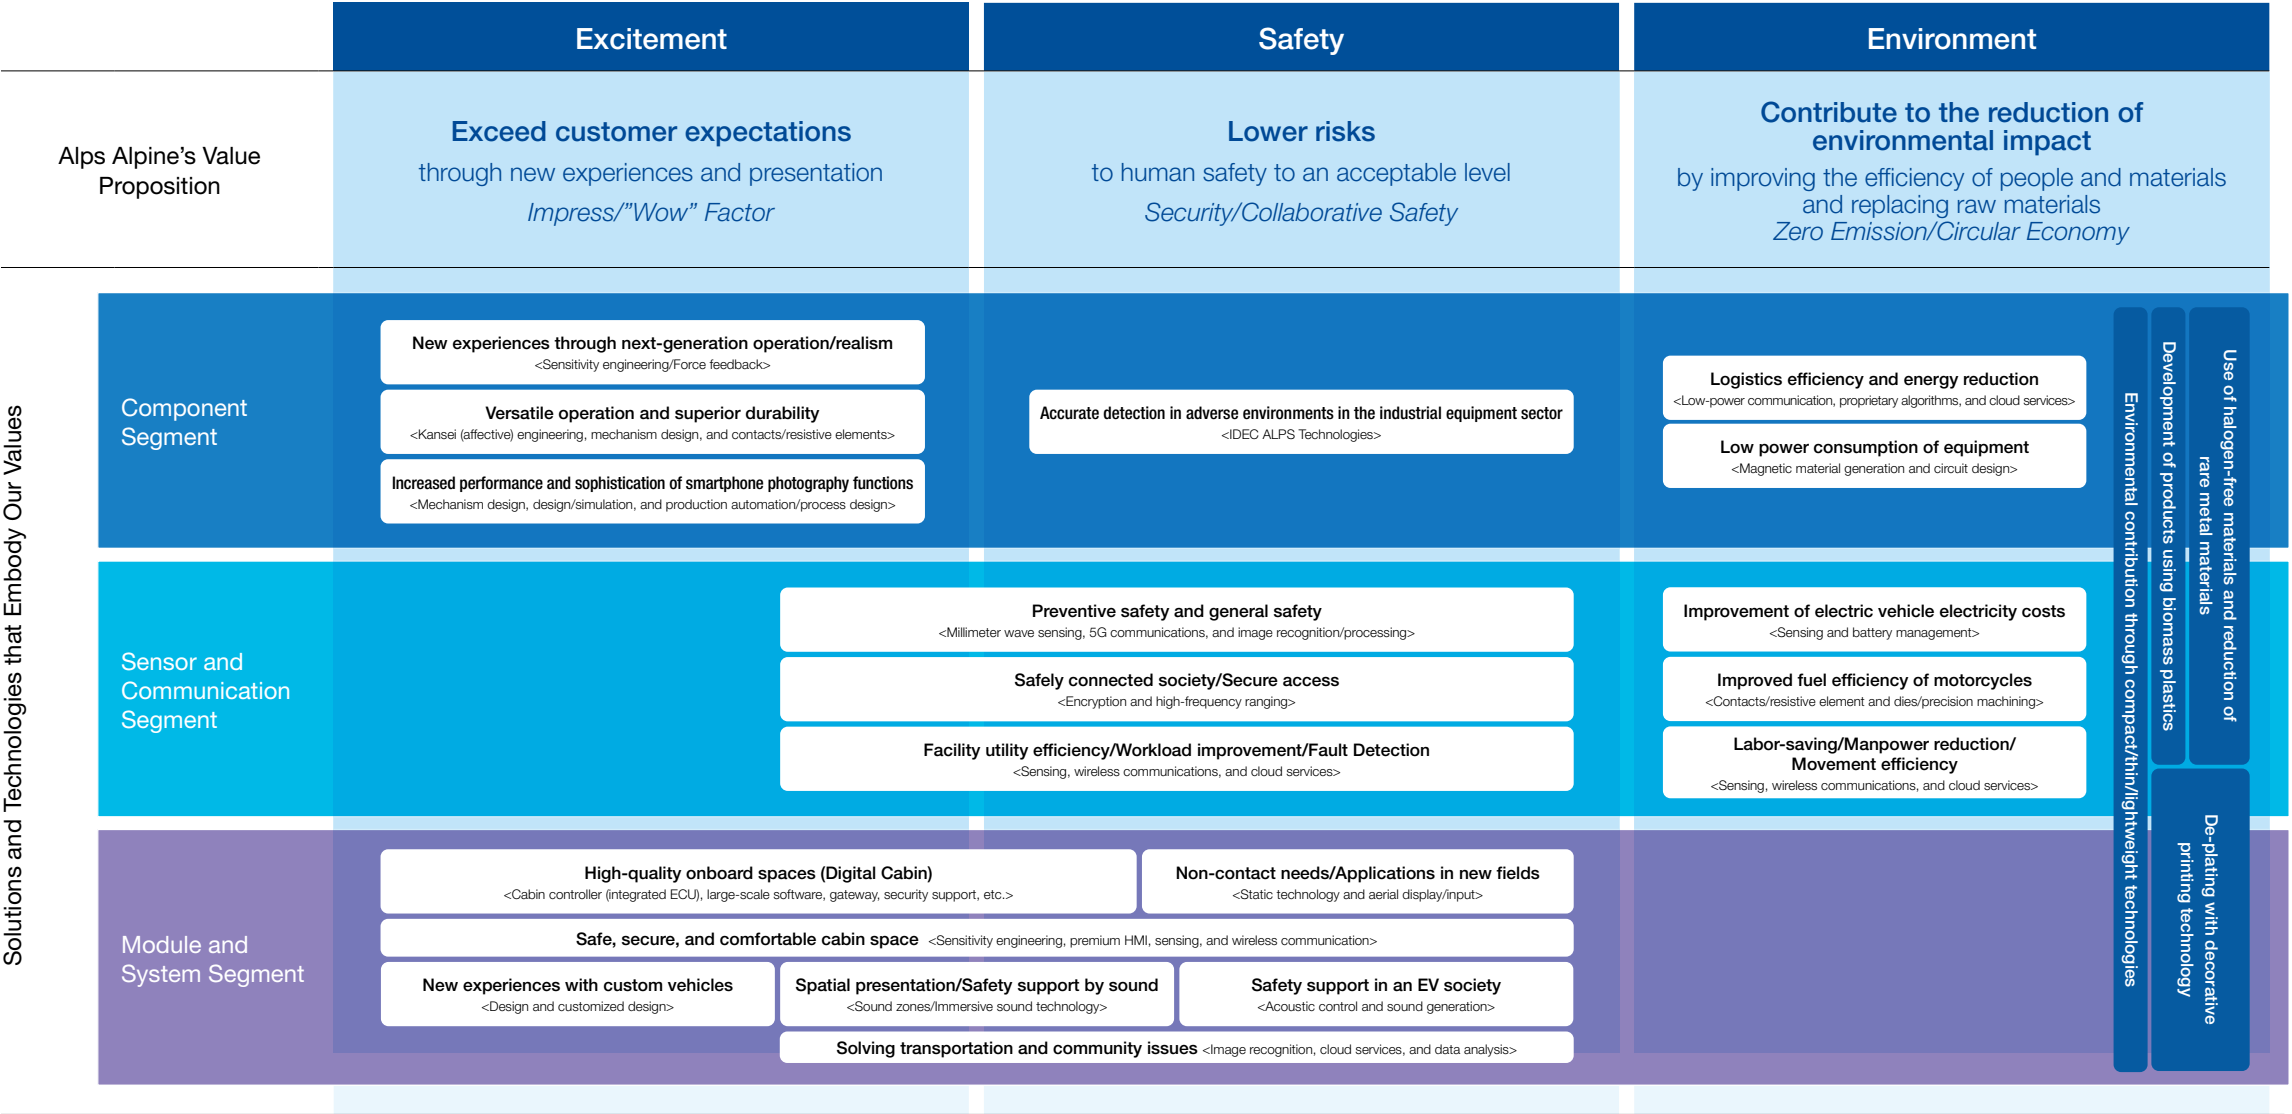 Excitement
Safety
Environment
Alps Alpine’s Value
Proposition
Exceed customer expectations
through new experiences and presentation
Impress/”Wow” Factor
Lower risks
to human safety to an acceptable level
Security/Collaborative Safety
Contribute to the reduction of
environmental impact
by improving the efficiency of people and materials
and replacing raw materials
Zero Emission/Circular Economy
Solutions and Technologies that Embody Our Values
Component
Segment
New experiences through next-generation operation/realism
<Sensitivity engineering/Force feedback>
Versatile operation and superior durability
<Kansei (affective) engineering, mechanism design, and contacts/resistive elements>
Increased performance and sophistication of smartphone photography functions
<Mechanism design, design/simulation, and production automation/process design>
Accurate detection in adverse environments in the industrial equipment sector
<IDEC ALPS Technologies>
Logistics efficiency and energy reduction
<Low-power communication, proprietary algorithms, and cloud services>
Low power consumption of equipment
<Magnetic material generation and circuit design>
Sensor and
Communication
Segment
Preventive safety and general safety
<Millimeter wave sensing, 5G communications, and image recognition/processing>
Safely connected society/Secure access
<Encryption and high-frequency ranging>
Facility utility efficiency/Workload improvement/Fault Detection
<Sensing, wireless communications, and cloud services>
Improvement of electric vehicle electricity costs
<Sensing and battery management>
Improved fuel efficiency of motorcycles
<Contacts/resistive element and dies/precision machining>
Labor-saving/Manpower reduction/
Movement efficiency
<Sensing, wireless communications, and cloud services>
Module and
System Segment
High-quality onboard spaces (Digital Cabin)
<Cabin controller (integrated ECU), large-scale software, gateway, security support, etc.>
Non-contact needs/Applications in new fields
<Static technology and aerial display/input>
Safe, secure, and comfortable cabin space <Sensitivity engineering, premium HMI, sensing, and wireless communication>
New experiences with custom vehicles
<Design and customized design>
Spatial presentation/Safety support by sound
<Sound zones/Immersive sound technology>
Safety support in an EV society
<Acoustic control and sound generation>
Solving transportation and community issues <Image recognition, cloud services, and data analysis>
Environmental contribution through compact/thin/lightweight technologies
Development of products using biomass plastics
Use of halogen-free materials and reduction of
rare metal materials
De-plating with decorative
printing technology